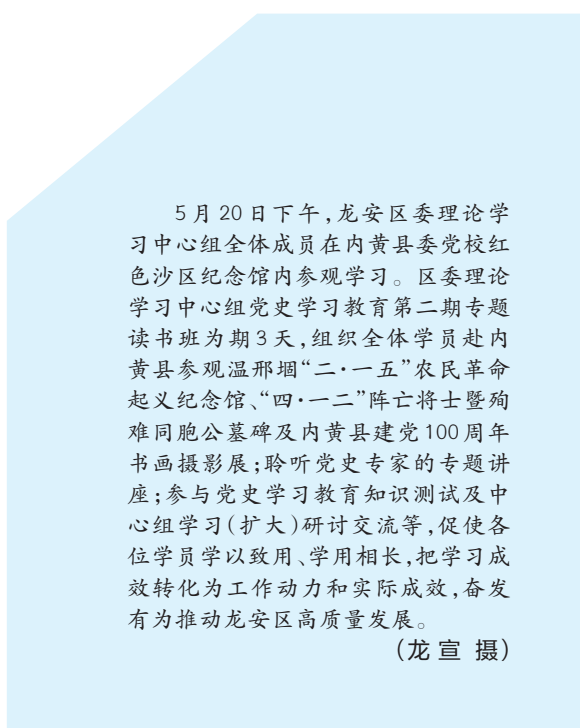 5月20日下午，龙安区委理论学
习中心组全体成员在内黄县委党校红
色沙区纪念馆内参观学习。区委理论
学习中心组党史学习教育第二期专题
读书班为期3天，组织全体学员赴内
黄县参观温邢堌“二·一五”农民革命
起义纪念馆、“四·一二”阵亡将士暨殉
难同胞公墓碑及内黄县建党100周年
书画摄影展；聆听党史专家的专题讲
座；参与党史学习教育知识测试及中
心组学习（扩大）研讨交流等，促使各
位学员学以致用、学用相长，把学习成
效转化为工作动力和实际成效，奋发
有为推动龙安区高质量发展。
（龙 宣 摄）